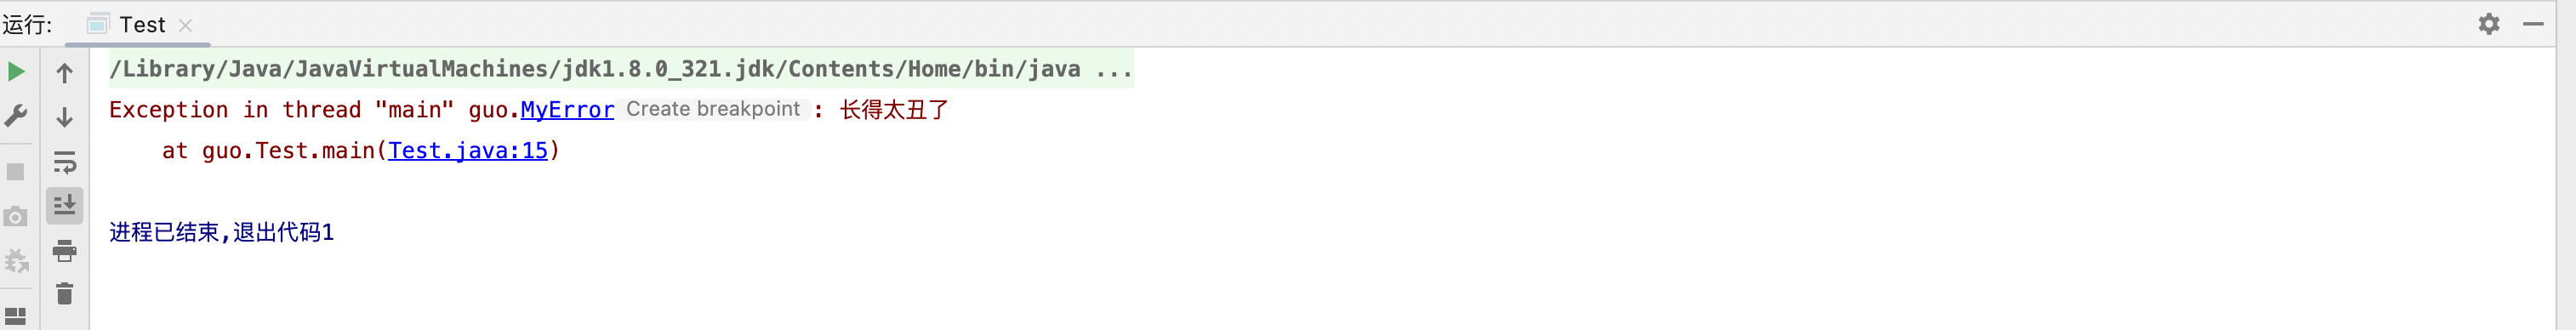 运行: Test
/Library/Java/JavaVirtualMachines/jdk1.8.0_321.jdk/Contents/Home/bin/java ...
Exception in thread "main" guo.MyError Create breakpoint : 长得太丑了
at guo.Test.main(Test.java:15)
进程已结束,退出代码1